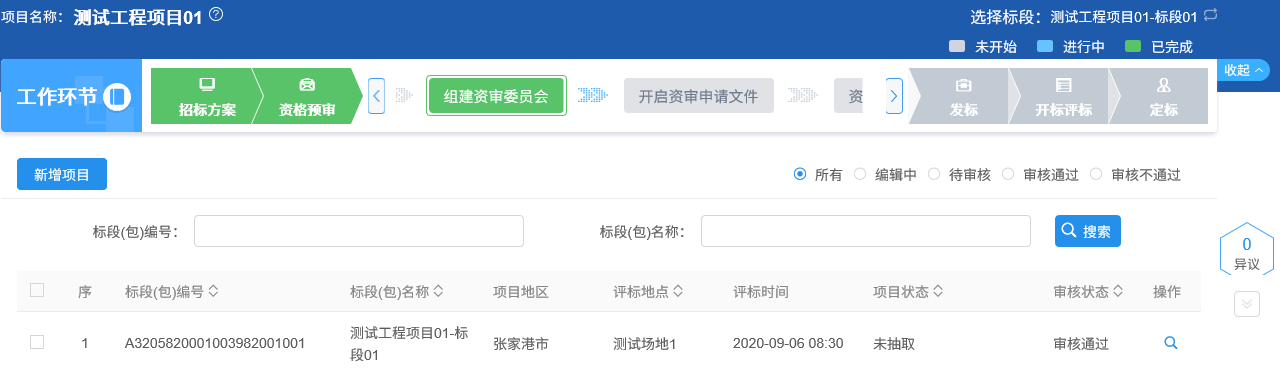 项目名称： 测试工程项目01
选择标段： 测试工程项目01-标段01
未开始 进行中 已完成
工作环节
招标方案 资格预审
组建资审委员会 开启资审申请文件 资
发标 开标评标 定标
收起
新增项目
所有 编辑中 待审核 审核通过 审核不通过
标段(包)编号： 标段(包)名称： 搜索
0
异议
序 标段(包)编号 标段(包)名称 项目地区 评标地点 评标时间 项目状态 审核状态 操作
1 A3205820001003982001001 测试工程项目01-标段01 张家港市 测试场地1 2020-09-06 08:30 未抽取 审核通过